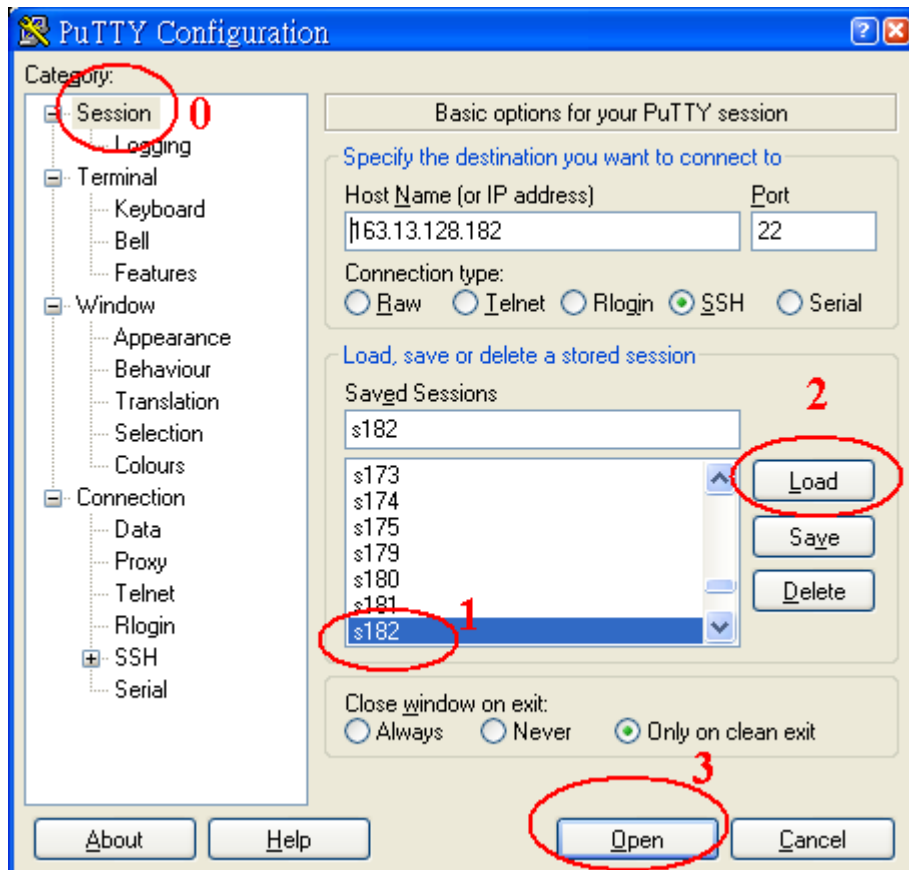 PuTTY Configuration
Category:
Session
0
Logging
Terminal
Keyboard
Bell
Features
Window
Appearance
Behaviour
Translation
Selection
Colours
Connection
Data
Proxy
Telnet
Rlogin
SSH
Serial
Basic options for your PuTTY session
Specify the destination you want to connect to
Host Name (or IP address) Port
163.13.128.182 22
Connection type:
Raw Telnet Rlogin SSH Serial
Load, save or delete a stored session
Saved Sessions
2
s182
s173
s174
s175
s179
s180
s181
s182
1
Load
Save
Delete
Close window on exit:
Always Never Only on clean exit
3
About Help Open Cancel